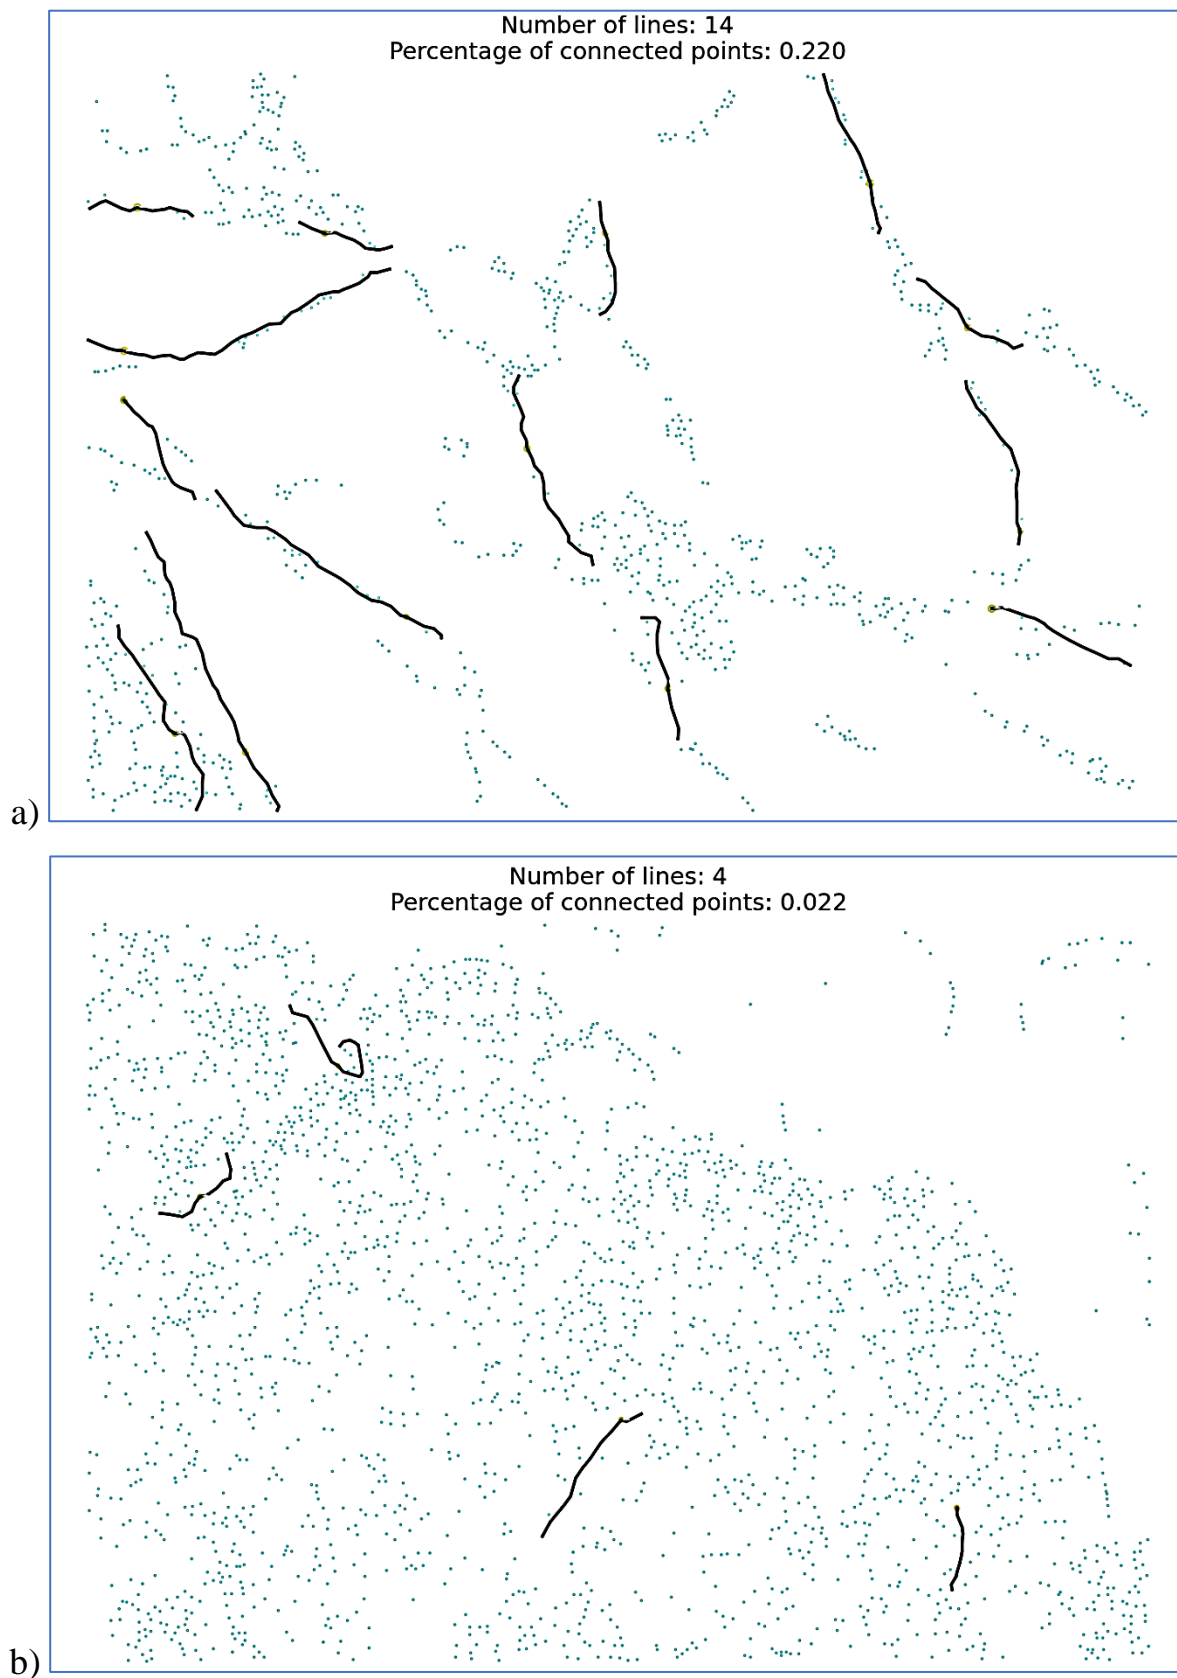 Number of lines: 14
Percentage of connected points: 0.220
a)
Number of lines: 4
Percentage of connected points: 0.022
b)